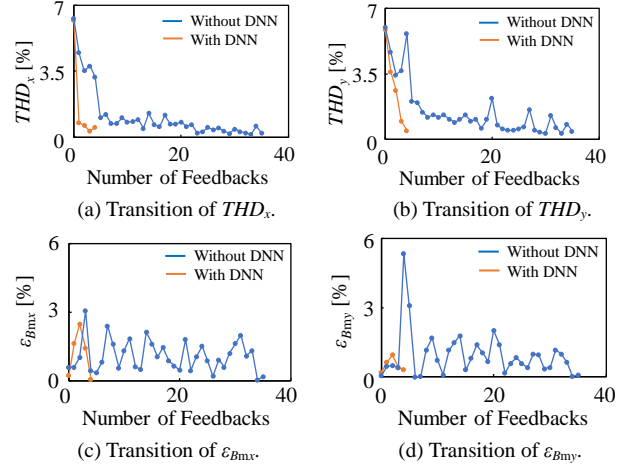 7
Without DNN
With DNN
THDx [%]
3.5
0
0
20
40
Number of Feedbacks
(a) Transition of THDx.
7
Without DNN
With DNN
THDy [%]
3.5
0
0
20
40
Number of Feedbacks
(b) Transition of THDy.
6
Without DNN
With DNN
εBmx [%]
3
0
0
20
40
Number of Feedbacks
(c) Transition of εBmx.
6
Without DNN
With DNN
εBmy [%]
3
0
0
20
40
Number of Feedbacks
(d) Transition of εBmy.